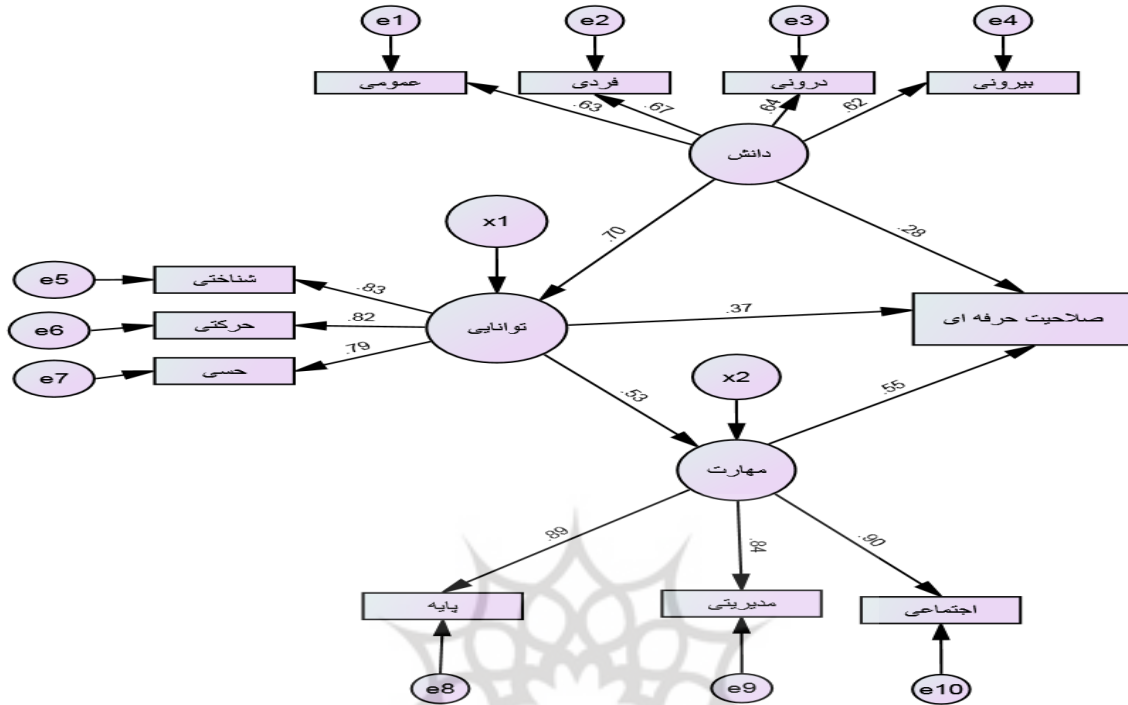 e1
e2
e3
e4
عمومی
فردی
درونی
بیرونی
.63
.67
.64
.62
دانش
x1
.70
.28
e5
شناختی
.83
توانایی
.37
صلاحیت حرفه ای
e6
حرکتی
.82
e7
حسی
.79
x2
.53
.55
مهارت
.89
.84
.90
پایه
مدیریتی
اجتماعی
e8
e9
e10